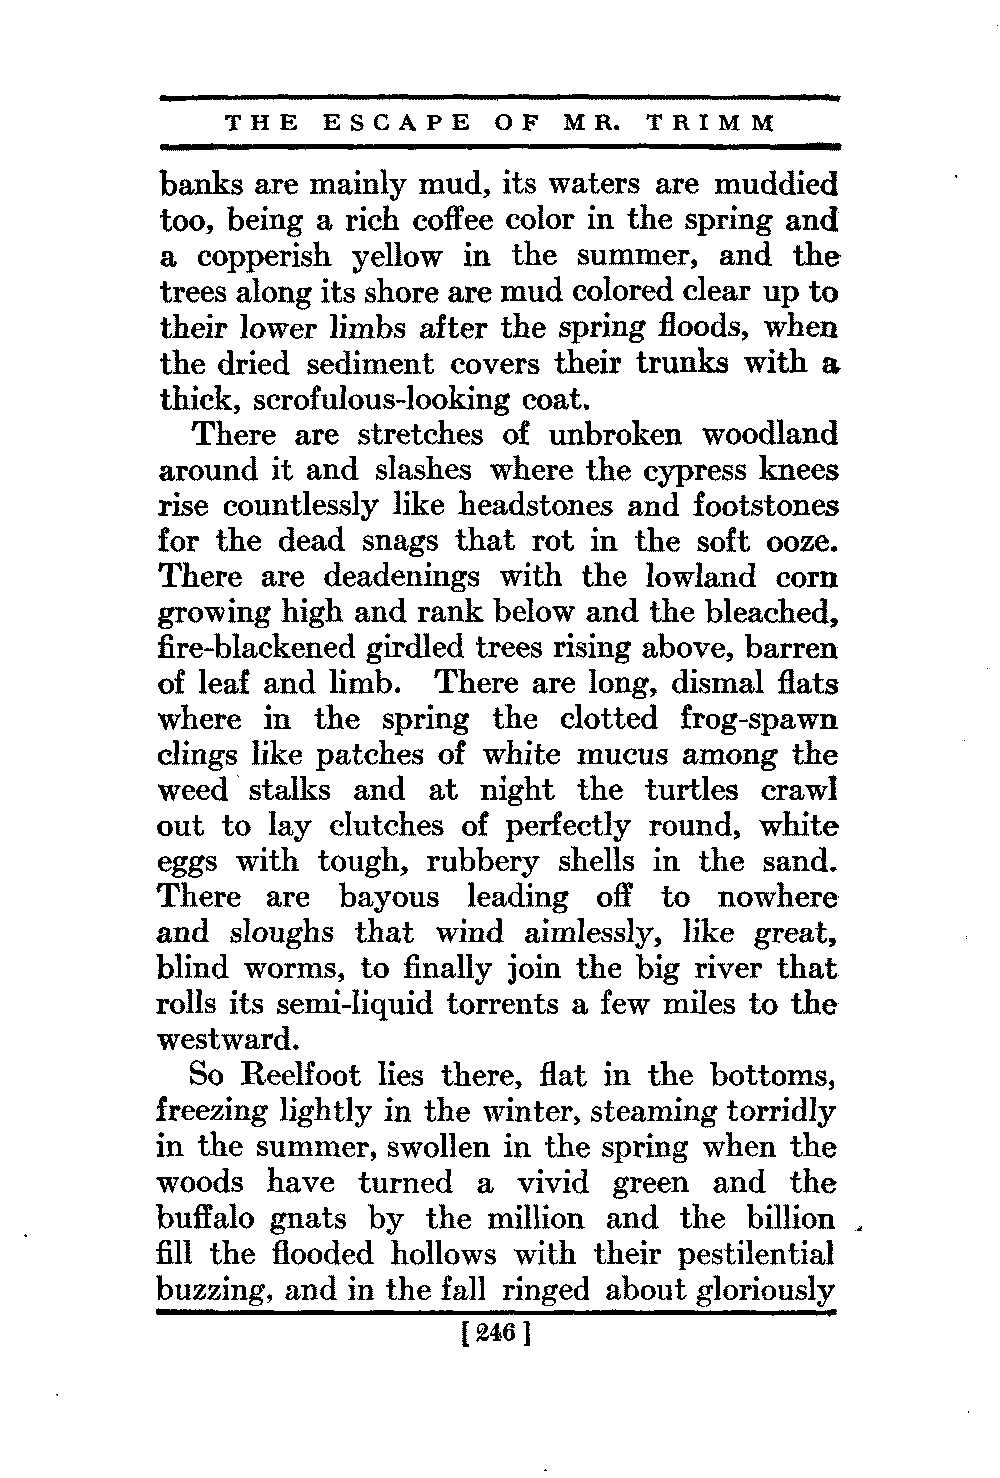 THE ESCAPE OF MR. TRIMM
banks are mainly mud, its waters are muddied
too, being a rich coffee color in the spring and
a copperish yellow in the summer, and the
trees along its shore are mud colored clear up to
their lower limbs after the spring floods, when
the dried sediment covers their trunks with a
thick, scrofulous-looking coat.
There are stretches of unbroken woodland
around it and slashes where the cypress knees
rise countlessly like headstones and footstones
for the dead snags that rot in the soft ooze.
There are deadenings with the lowland corn
growing high and rank below and the bleached,
fire-blackened girdled trees rising above, barren
of leaf and limb. There are long, dismal flats
where in the spring the clotted frog-spawn
clings like patches of white mucus among the
weed stalks and at night the turtles crawl
out to lay clutches of perfectly round, white
eggs with tough, rubbery shells in the sand.
There are bayous leading off to nowhere
and sloughs that wind aimlessly, like great,
blind worms, to finally join the big river that
rolls its semi-liquid torrents a few miles to the
westward.
So Reelfoot lies there, flat in the bottoms,
freezing lightly in the winter, steaming torridly
in the summer, swollen in the spring when the
woods have turned a vivid green and the
buffalo gnats by the million and the billion
fill the flooded hollows with their pestilential
buzzing, and in the fall ringed about gloriously
[ 246 ]